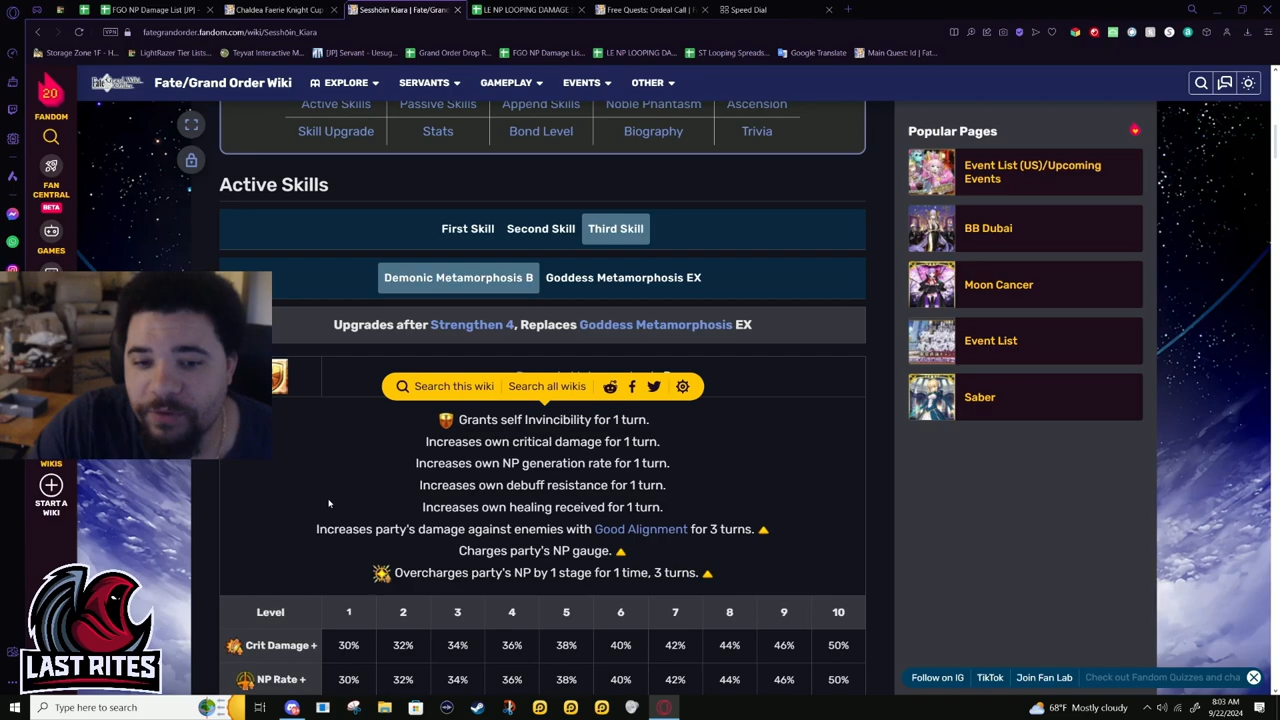 FGO NP Damage List [JP] -
Chaldea Faerie Knight Cup
Sesshōin Kiara | Fate/Gran
LE NP LOOPING DAMAGE
Free Quests: Ordeal Call | F
Speed Dial
VPN
fategrandorder.fandom.com/wiki/Sesshōin_Kiara
Storage Zone 1F - H...
LightRazer Tier Lists...
Teyvat Interactive M...
[JP] Servant - Uesug...
Grand Order Drop R...
FGO NP Damage Lis...
LE NP LOOPING DA...
ST Looping Spreads...
Google Translate
Main Quest: Id | Fat...
20
FANDOM
Fate/Grand Order Wiki
EXPLORE
SERVANTS
GAMEPLAY
EVENTS
OTHER
FAN CENTRAL
BETA
GAMES
WIKIS
START A WIKI
Active Skills
Passive Skills
Append Skills
Noble Phantasm
Ascension
Skill Upgrade
Stats
Bond Level
Biography
Trivia
Active Skills
First Skill
Second Skill
Third Skill
Demonic Metamorphosis B
Goddess Metamorphosis EX
Upgrades after Strengthen 4, Replaces Goddess Metamorphosis EX
Search this wiki
Search all wikis
Grants self Invincibility for 1 turn.
Increases own critical damage for 1 turn.
Increases own NP generation rate for 1 turn.
Increases own debuff resistance for 1 turn.
Increases own healing received for 1 turn.
Increases party's damage against enemies with Good Alignment for 3 turns.
Charges party's NP gauge.
Overcharges party's NP by 1 stage for 1 time, 3 turns.
Level 1 2 3 4 5 6 7 8 9 10
Crit Damage + 30% 32% 34% 36% 38% 40% 42% 44% 46% 50%
NP Rate + 30% 32% 34% 36% 38% 40% 42% 44% 46% 50%
Popular Pages
Event List (US)/Upcoming Events
BB Dubai
Moon Cancer
Event List
Saber
Follow on IG
TikTok
Join Fan Lab
Check out Fandom Quizzes and cha
LAST RITES
Type here to search
68°F Mostly cloudy
8:03 AM
9/22/2024